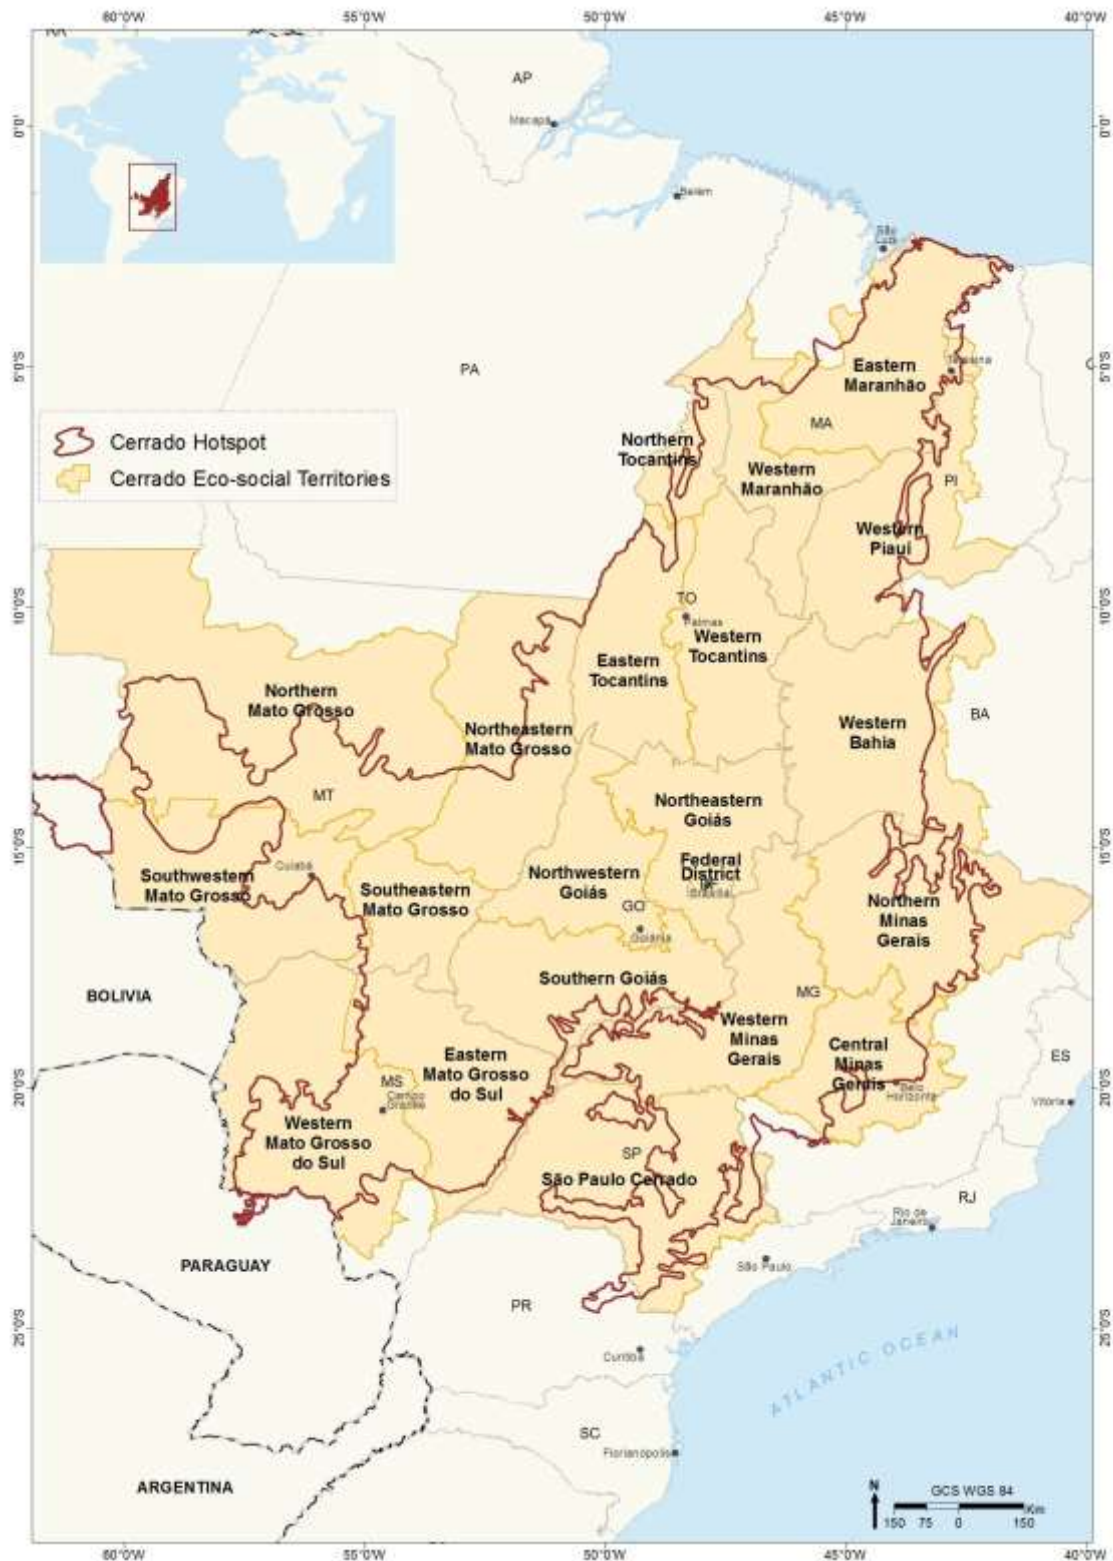 60°0'W 55°0'W 50°0'W 45°0'W 40°0'W
AP
Macapá
0°0' 0°0'
Belém
São
Luís
PA
5°0'S 5°0'S
Eastern
Maranhão
Teresina
Cerrado Hotspot
Cerrado Eco-social Territories
MA
Northern
Tocantins
Western
Maranhão
PI
Western
Piauí
10°0'S 10°0'S
TO
Palmas
Western
Tocantins
Eastern
Tocantins
Northern
Mato Grosso
Northeastern
Mato Grosso
Western
Bahia
BA
MT
Northeastern
Goiás
15°0'S 15°0'S
Cuiabá
Southwestern
Mato Grosso
Southeastern
Mato Grosso
Northwestern
Goiás
Federal
District
Brasília
GO
Goiânia
Northern
Minas
Gerais
Southern Goiás
BOLIVIA
MG
Western
Minas
Gerais
Central
Minas
Gerais
Eastern
Mato Grosso
do Sul
ES
MS
Campo
Grande
20°0'S 20°0'S
Belo
Horizonte
Vitória
Western
Mato Grosso
do Sul
SP
São Paulo Cerrado
RJ
Rio de
Janeiro
PARAGUAY
São Paulo
PR
25°0'S 25°0'S
Curitiba
ATLANTIC OCEAN
SC
Florianopolis
ARGENTINA
N
GCS WGS 84
Km
150 75 0 150
60°0'W 55°0'W 50°0'W 45°0'W 40°0'W